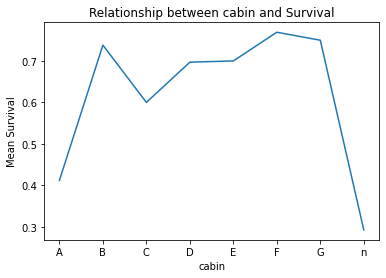 Relationship between cabin and Survival
Mean Survival
0.7
0.6
0.5
0.4
0.3
A B C D E F G n
cabin